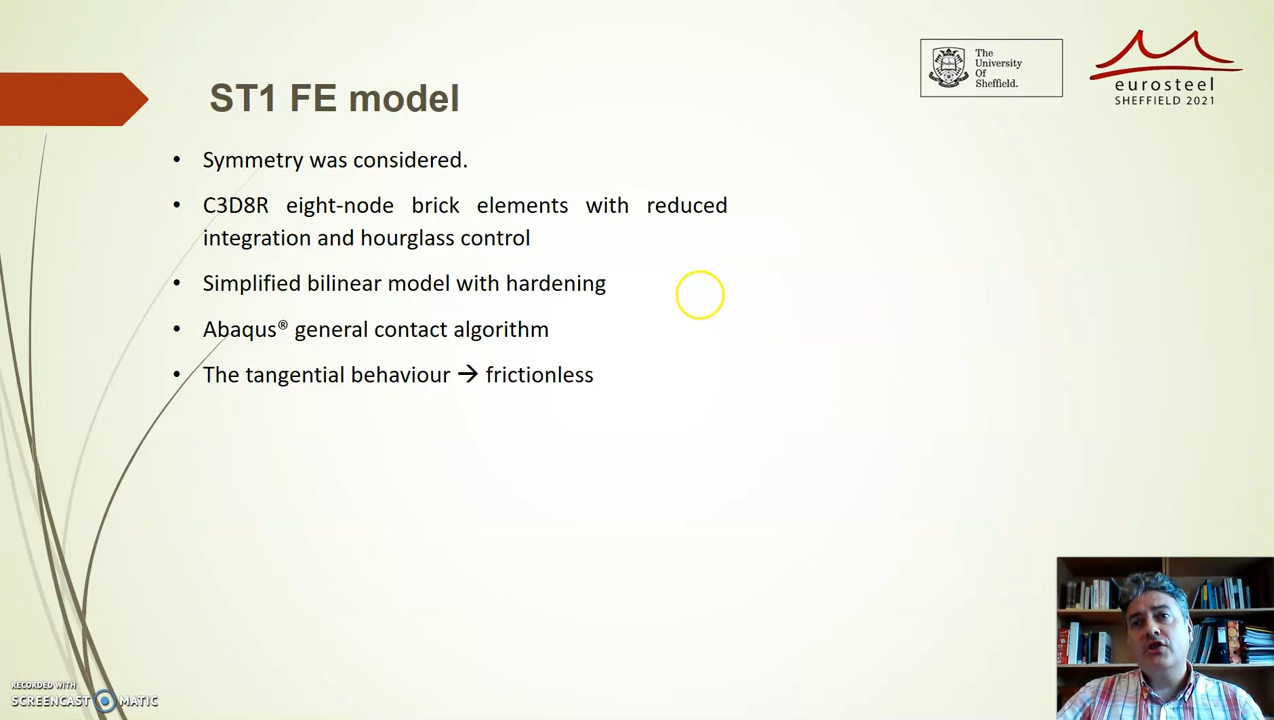 The
University
Of
Sheffield.
eurosteel
SHEFFIELD 2021
ST1 FE model
• Symmetry was considered.
• C3D8R eight-node brick elements with reduced
integration and hourglass control
• Simplified bilinear model with hardening
• Abaqus® general contact algorithm
• The tangential behaviour → frictionless
RECORDED WITH
SCREENCAST MATIC